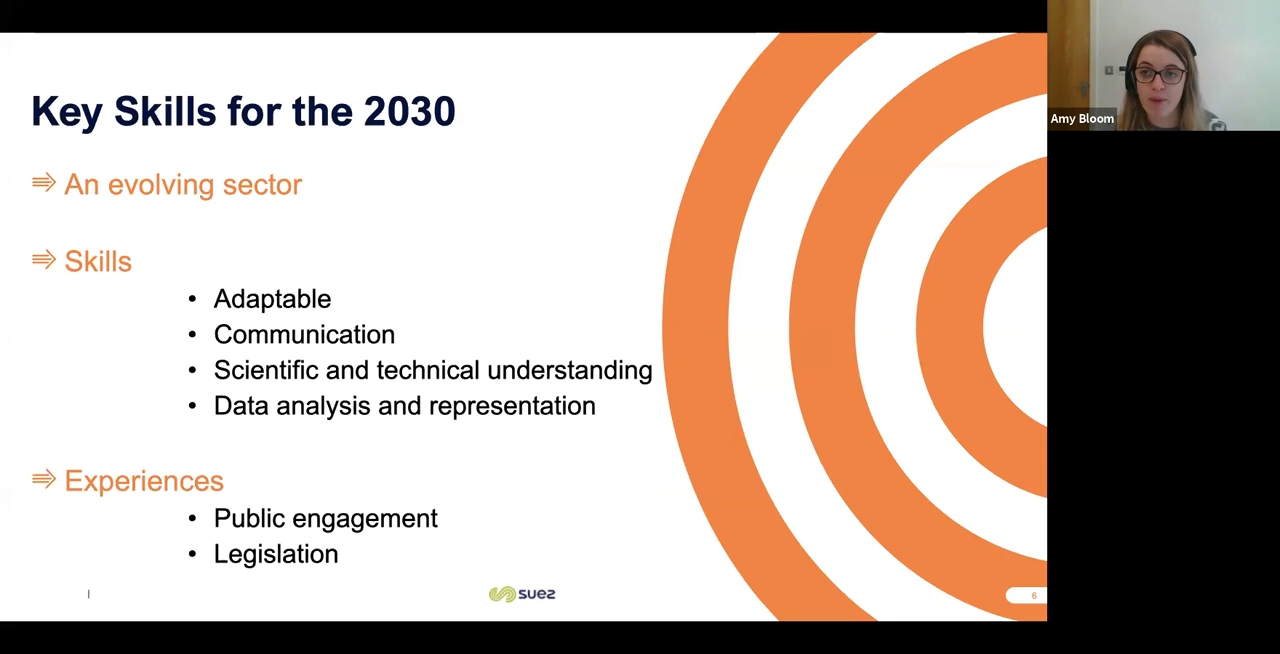 Key Skills for the 2030
⇛ An evolving sector
⇛ Skills
• Adaptable
• Communication
• Scientific and technical understanding
• Data analysis and representation
⇛ Experiences
• Public engagement
• Legislation
|
suez
6
Amy Bloom